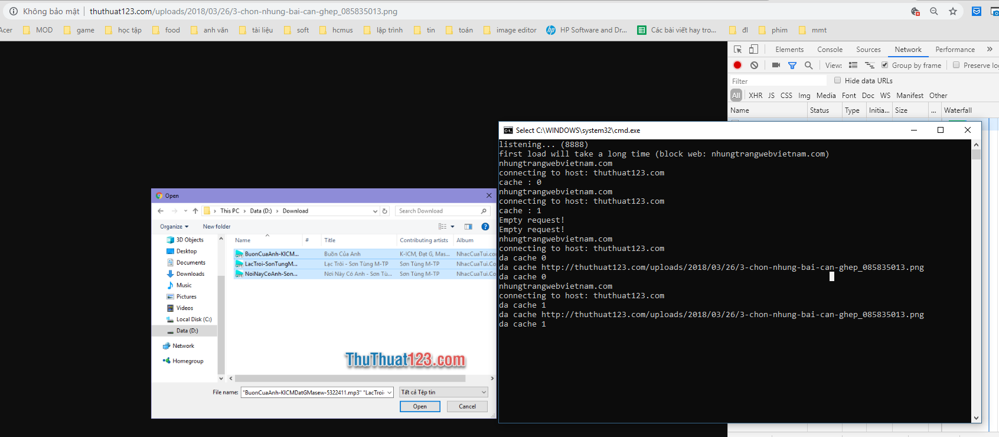 Không bảo mật | thuthuat123.com/uploads/2018/03/26/3-chon-nhung-bai-can-ghep_085835013.png
Acer MOD game học tập food anh văn tài liệu soft hcmus lập trình tin toán image editor HP Software and Dr... Các bài viết hay tro... đl phim mmt
Elements Console Sources Network Performance »
View: Group by frame Preserve log
Filter Hide data URLs
All XHR JS CSS Img Media Font Doc WS Manifest Other
Name Status Type Initia... Size ... Waterfall
Select C:\WINDOWS\system32\cmd.exe
listening... (8888)
first load will take a long time (block web: nhungtrangwebvietnam.com)
nhungtrangwebvietnam.com
connecting to host: thuthuat123.com
cache : 0
nhungtrangwebvietnam.com
connecting to host: thuthuat123.com
cache : 1
Empty request!
Empty request!
nhungtrangwebvietnam.com
connecting to host: thuthuat123.com
da cache 0
da cache http://thuthuat123.com/uploads/2018/03/26/3-chon-nhung-bai-can-ghep_085835013.png
da cache 0
nhungtrangwebvietnam.com
connecting to host: thuthuat123.com
da cache 1
da cache http://thuthuat123.com/uploads/2018/03/26/3-chon-nhung-bai-can-ghep_085835013.png
da cache 1
Open
This PC › Data (D:) › Download Search Download
Organize New folder
3D Objects
Desktop
Documents
Downloads
Music
Pictures
Videos
Local Disk (C:)
Data (D:)
Network
Homegroup
Name # Title Contributing artists Album
BuonCuaAnh-KICM... Buồn Của Anh K-ICM, Đạt G, Mas... NhacCuaTui.co
LacTroi-SonTungM... Lạc Trôi - Sơn Tùng M-TP Sơn Tùng M-TP NhacCuaTui.Co
NoiNayCoAnh-Son... Nơi Này Có Anh - Sơn Tù... Sơn Tùng M-TP NhacCuaTui.Co
ThuThuat123.com
File name: "BuonCuaAnh-KICMDatGMasew-5322411.mp3" "LacTroi- Tất cả Tệp tin
Open Cancel